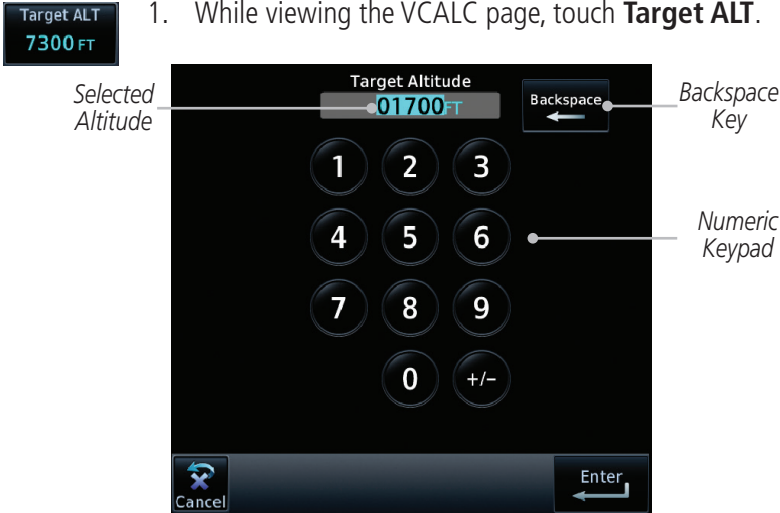 Target ALT
7300 FT
1. While viewing the VCALC page, touch Target ALT.
Target Altitude
01700FT
Backspace
Selected
Altitude
Backspace
Key
1 2 3
4 5 6
Numeric
Keypad
7 8 9
0 +/-
Cancel
Enter